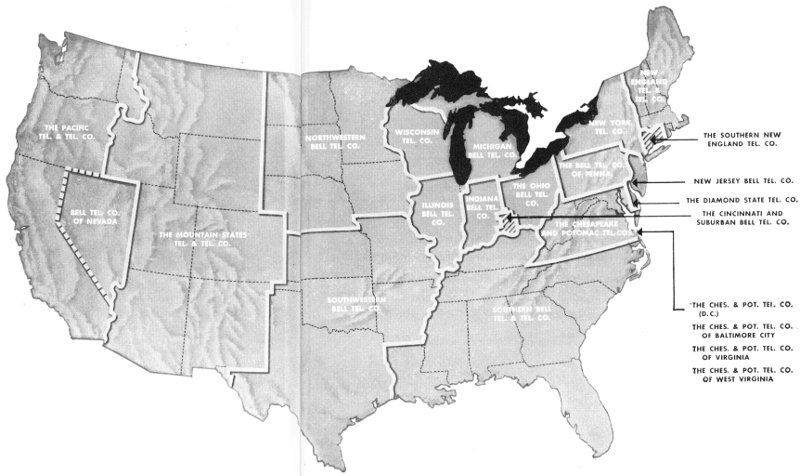 NEW
ENGLAND
TEL. &
TEL. CO.
THE PACIFIC
TEL. & TEL. CO.
NORTHWESTERN
BELL TEL. CO.
WISCONSIN
TEL. CO.
MICHIGAN
BELL TEL. CO.
NEW YORK
TEL. CO.
THE SOUTHERN NEW
ENGLAND TEL. CO.
THE BELL TEL. CO.
OF PENNA.
NEW JERSEY BELL TEL. CO.
THE DIAMOND STATE TEL. CO.
THE OHIO
BELL TEL.
CO.
INDIANA
BELL TEL.
CO.
ILLINOIS
BELL TEL.
CO.
BELL TEL. CO.
OF NEVADA
THE MOUNTAIN STATES
TEL. & TEL. CO.
THE CINCINNATI AND
SUBURBAN BELL TEL. CO.
THE CHESAPEAKE
AND POTOMAC TEL. COS.
SOUTHWESTERN
BELL TEL. CO.
SOUTHERN BELL
TEL. & TEL. CO.
THE CHES. & POT. TEL. CO.
(D.C.)
THE CHES. & POT. TEL. CO.
OF BALTIMORE CITY
THE CHES. & POT. TEL. CO.
OF VIRGINIA
THE CHES. & POT. TEL. CO.
OF WEST VIRGINIA